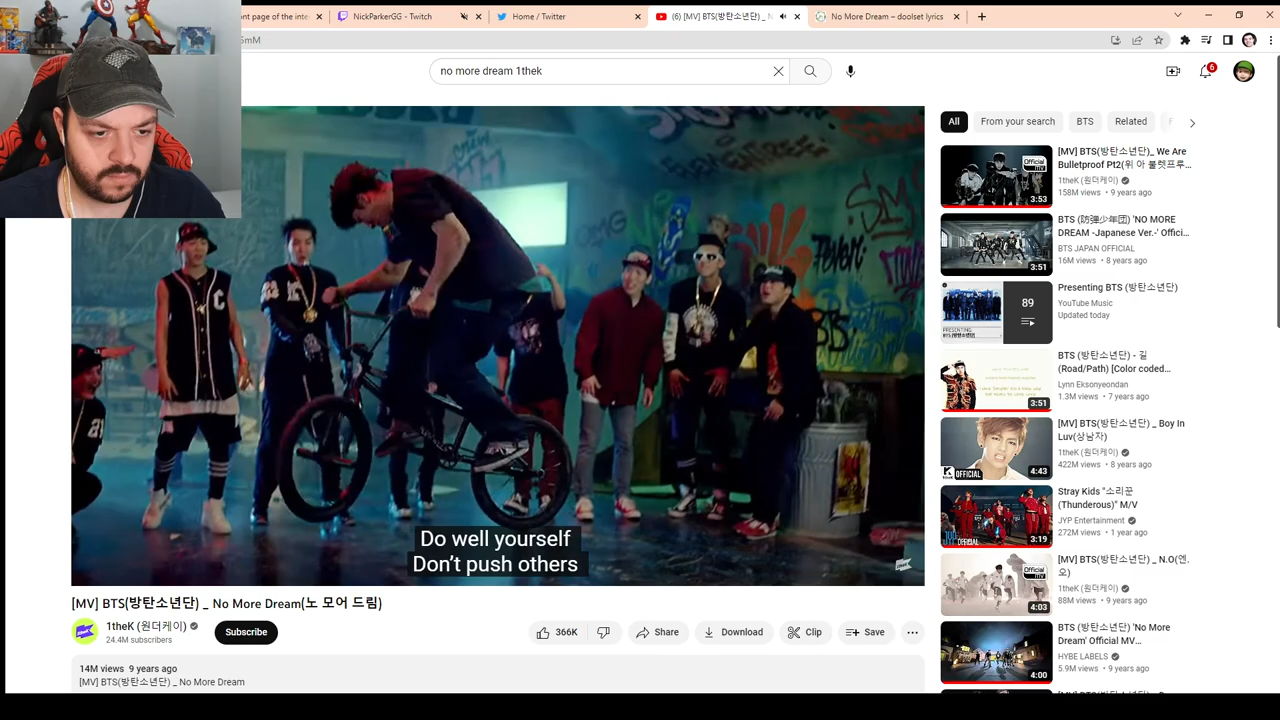 nt page of the inte
NickParkerGG - Twitch
Home / Twitter
(6) [MV] BTS(방탄소년단) _ N
No More Dream – doolset lyrics
5mM
no more dream 1thek
6
All
From your search
BTS
Related
[MV] BTS(방탄소년단)_ We Are
Bulletproof Pt2(위 아 불렛프루...
1theK (원더케이)
158M views • 9 years ago
3:53
BTS (防弾少年団) 'NO MORE
DREAM -Japanese Ver.-' Offici...
BTS JAPAN OFFICIAL
16M views • 8 years ago
3:51
Presenting BTS (방탄소년단)
YouTube Music
Updated today
89
BTS (방탄소년단) - 길
(Road/Path) [Color coded...
Lynn Eksonyeondan
1.3M views • 7 years ago
3:51
[MV] BTS(방탄소년단) _ Boy In
Luv(상남자)
1theK (원더케이)
422M views • 8 years ago
OFFICIAL
4:43
Stray Kids "소리꾼
(Thunderous)" M/V
JYP Entertainment
272M views • 1 year ago
3:19
[MV] BTS(방탄소년단) _ N.O(엔.
오)
1theK (원더케이)
88M views • 9 years ago
4:03
BTS (방탄소년단) 'No More
Dream' Official MV...
HYBE LABELS
5.9M views • 9 years ago
4:00
C
Do well yourself
Don't push others
[MV] BTS(방탄소년단) _ No More Dream(노 모어 드림)
1theK (원더케이)
24.4M subscribers
Subscribe
366K
Share
Download
Clip
Save
14M views 9 years ago
[MV] BTS(방탄소년단) _ No More Dream